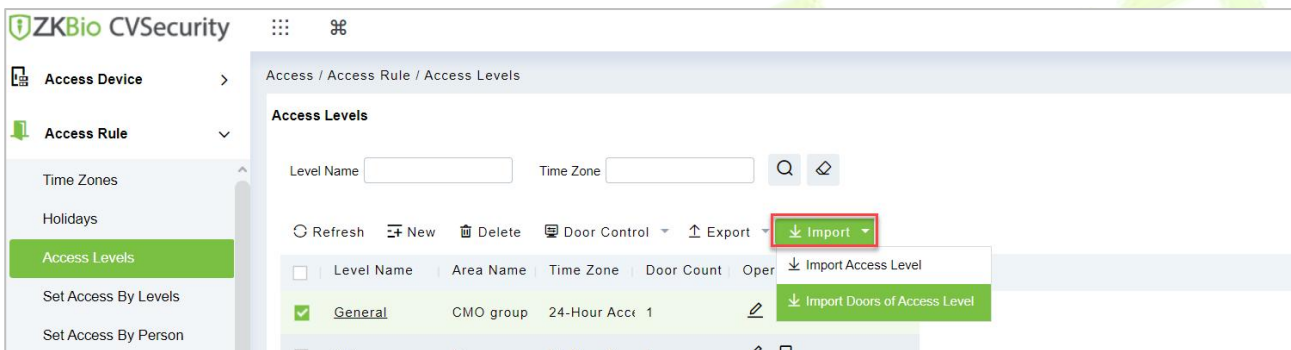 ZKBio CVSecurity
Access Device
Access / Access Rule / Access Levels
Access Rule
Access Levels
Time Zones
Level Name
Time Zone
Holidays
Refresh New Delete Door Control Export Import
Access Levels
Level Name Area Name Time Zone Door Count Oper
Import Access Level
Set Access By Levels
General CMO group 24-Hour Acce 1
Import Doors of Access Level
Set Access By Person